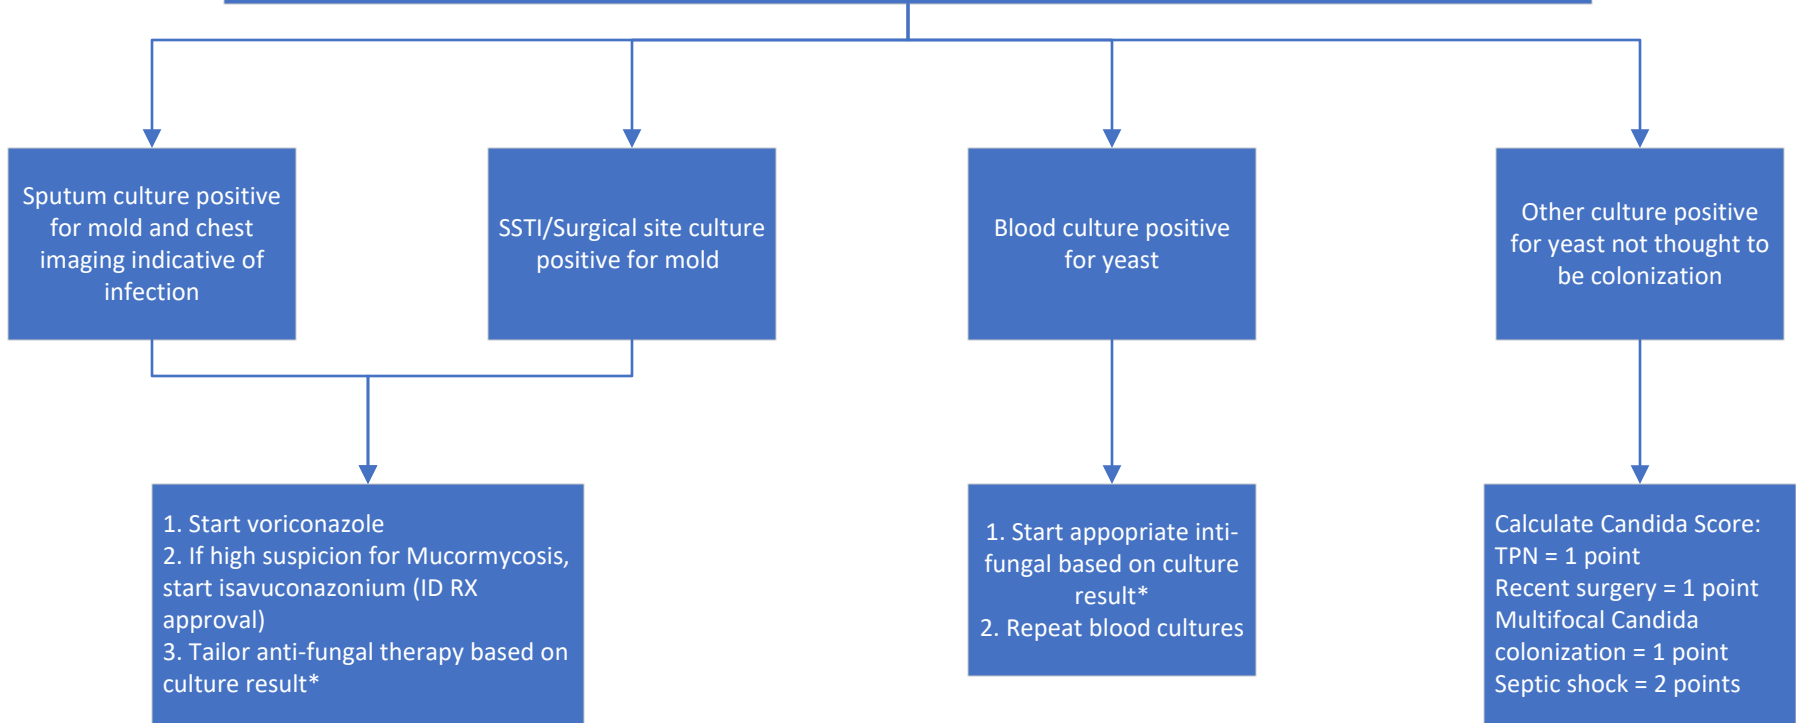 Sputum culture positive
for mold and chest
imaging indicative of
infection
SSTI/Surgical site culture
positive for mold
Blood culture positive
for yeast
Other culture positive
for yeast not thought to
be colonization
1. Start voriconazole
2. If high suspicion for Mucormycosis,
start isavuconazonium (ID RX
approval)
3. Tailor anti-fungal therapy based on
culture result*
1. Start appopriate inti-
fungal based on culture
result*
2. Repeat blood cultures
Calculate Candida Score:
TPN = 1 point
Recent surgery = 1 point
Multifocal Candida
colonization = 1 point
Septic shock = 2 points